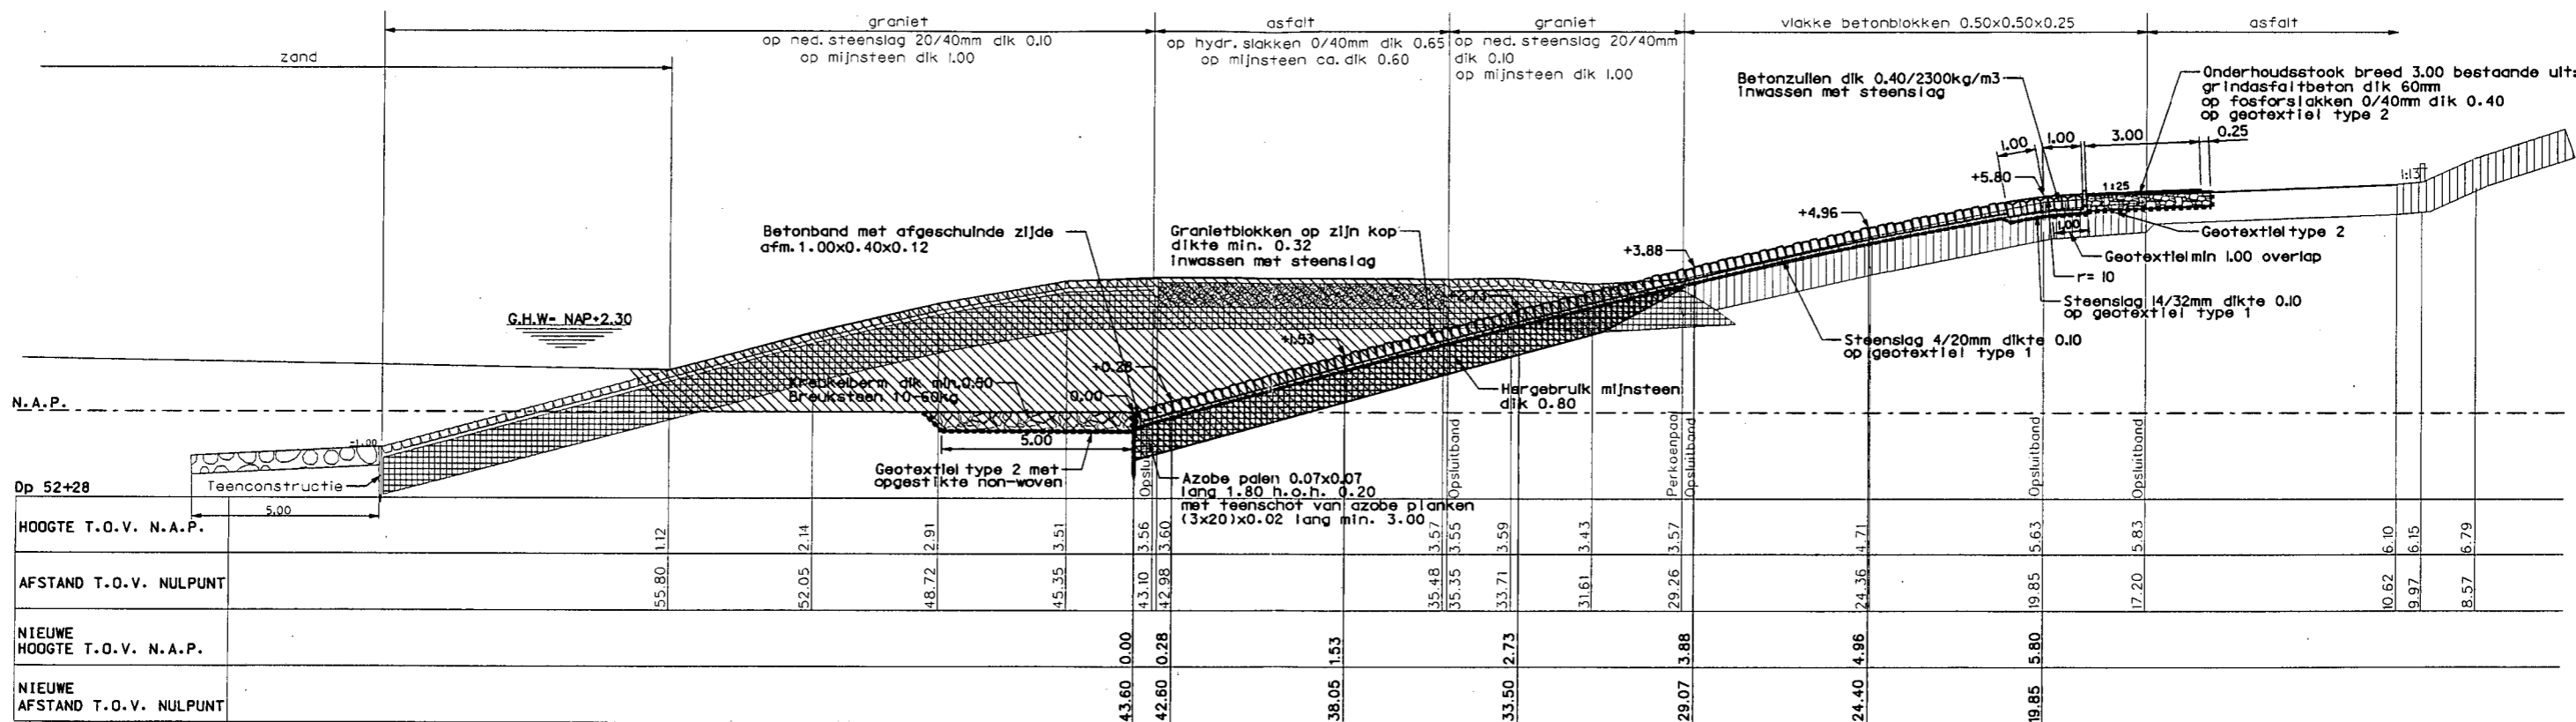 graniet
asfalt
graniet
vlakke betonblokken 0.50x0.50x0.25
asfalt
zand
op ned. steenslag 20/40mm dik 0.10
op mijnsteen dik 1.00
op hydr. slakken 0/40mm dik 0.65
op mijnsteen ca. dik 0.60
op ned. steenslag 20/40mm
dik 0.10
op mijnsteen dik 1.00
Betonzuilen dik 0.40/2300kg/m3
inwassen met steenslag
Onderhoudsstook breed 3.00 bestaande uit:
grindasfaltbeton dik 60mm
op fosforslakken 0/40mm dik 0.40
op geotextiel type 2
1.00
1.00
3.00
0.25
+5.80
1:25
1:13
+4.96
+3.88
Betonband met afgeschuinde zijde
afm. 1.00x0.40x0.12
Granietblokken op zijn kop
dikte min. 0.32
inwassen met steenslag
1.00
Geotextiel type 2
Geotextiel min 1.00 overlap
r= 10
Steenslag 14/32mm dikte 0.10
op geotextiel type 1
Steenslag 4/20mm dikte 0.10
op geotextiel type 1
G.H.W= NAP+2.30
+2.73
+1.53
+0.28
0.00
Kreukelberm dik min. 0.50
Breuksteen 10-60kg
Hergebruik mijnsteen
dik 0.80
N.A.P.
-1.00
5.00
Geotextiel type 2 met
opgestikte non-woven
Azobe palen 0.07x0.07
lang 1.80 h.o.h. 0.20
met teenschot van azobe planken
(3x20)x0.02 lang min. 3.00
Teenconstructie
5.00
Opsluitband
Perkoenpaal
Opsluitband
Opsluitband
Opsluitband
Dp 52+28
HOOGTE T.O.V. N.A.P.
1.12 2.14 2.91 3.51 3.56 3.60 3.57 3.55 3.59 3.43 3.57 4.71 5.63 5.83 6.10 6.15 6.79
AFSTAND T.O.V. NULPUNT
55.80 52.05 48.72 45.35 43.10 42.98 35.48 35.35 33.71 31.61 29.26 24.36 19.85 17.20 10.62 9.97 8.57
NIEUWE
HOOGTE T.O.V. N.A.P.
0.00 0.28 1.53 2.73 3.88 4.96 5.80
NIEUWE
AFSTAND T.O.V. NULPUNT
43.60 42.60 38.05 33.50 29.07 24.40 19.85